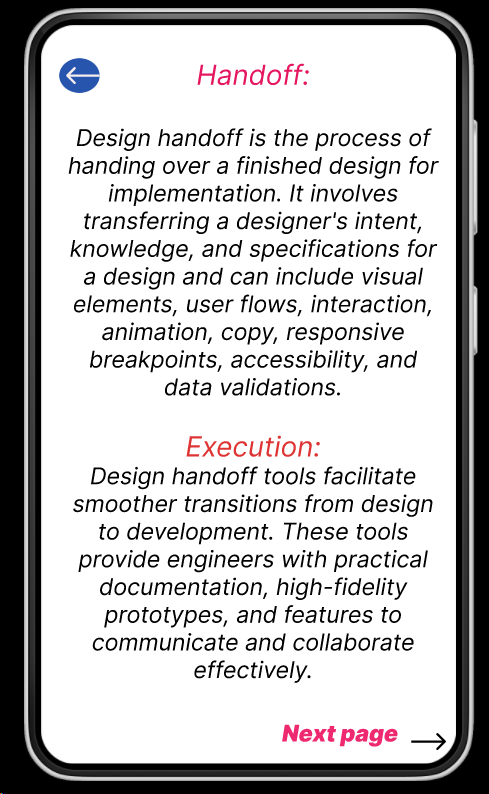 Handoff:
Design handoff is the process of
handing over a finished design for
implementation. It involves
transferring a designer's intent,
knowledge, and specifications for
a design and can include visual
elements, user flows, interaction,
animation, copy, responsive
breakpoints, accessibility, and
data validations.
Execution:
Design handoff tools facilitate
smoother transitions from design
to development. These tools
provide engineers with practical
documentation, high-fidelity
prototypes, and features to
communicate and collaborate
effectively.
Next page